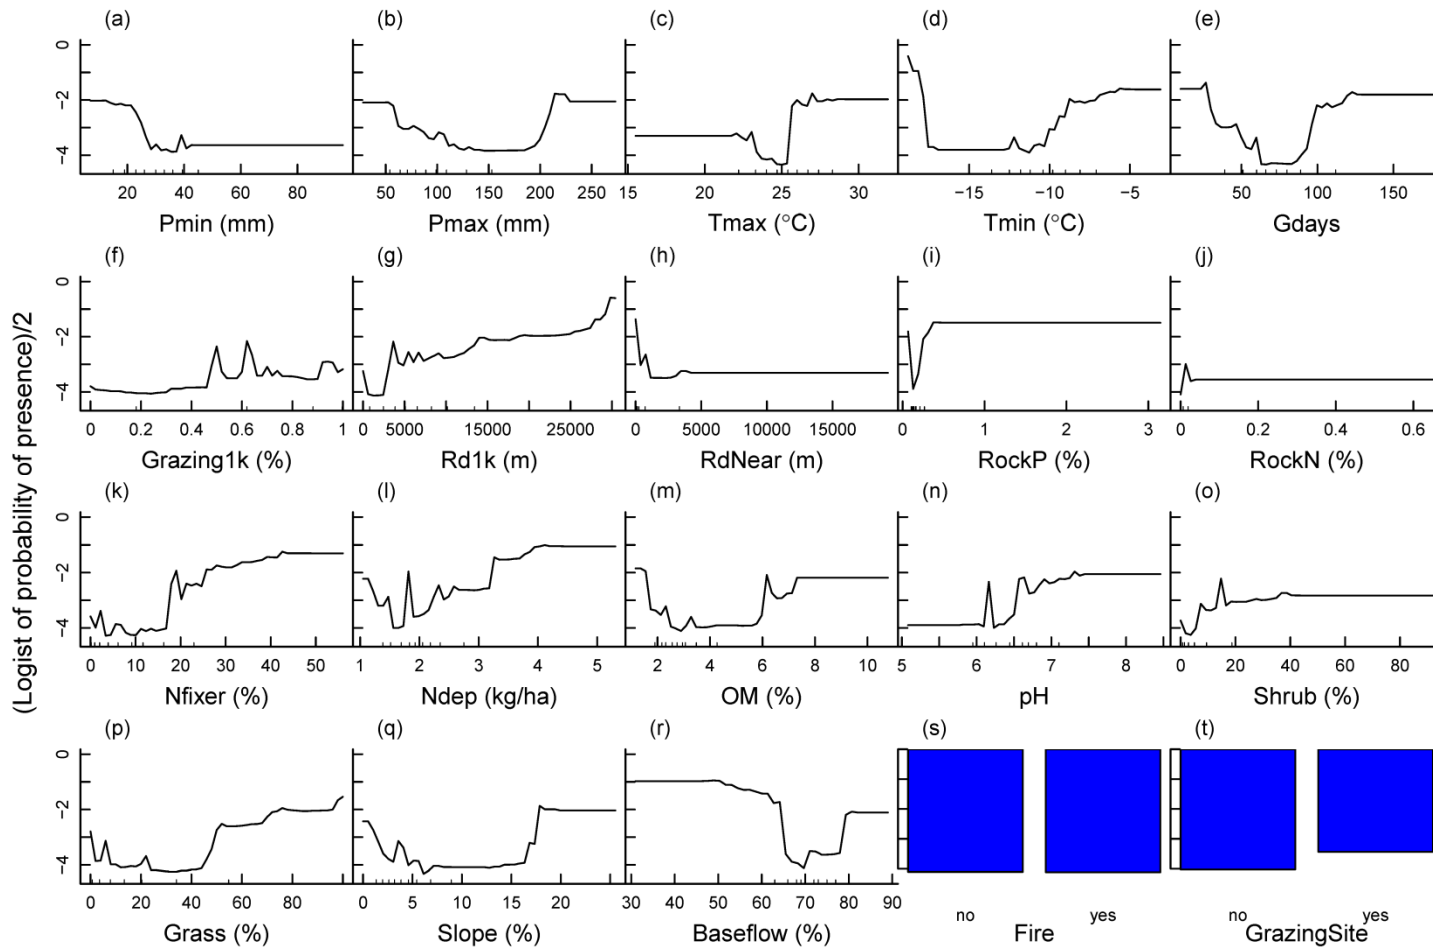 (a) (b) (c) (d) (e)
0 -2 -4
20 40 60 80
50 100 150 200 250
15 20 25 30
-15 -10 -5
50 100 150
Pmin (mm) Pmax (mm) Tmax (°C) Tmin (°C) Gdays
(f) (g) (h) (i) (j)
0 -2 -4
0 0.2 0.4 0.6 0.8 1
0 5000 15000 25000
0 5000 10000 15000
0 1 2 3
0 0.2 0.4 0.6
Grazing1k (%) Rd1k (m) RdNear (m) RockP (%) RockN (%)
(Logist of probability of presence)/2
(k) (l) (m) (n) (o)
0 -2 -4
0 10 20 30 40 50
1 2 3 4 5
2 4 6 8 10
5 6 7 8
0 20 40 60 80
Nfixer (%) Ndep (kg/ha) OM (%) pH Shrub (%)
(p) (q) (r) (s) (t)
0 -2 -4
0 20 40 60 80
0 5 10 15 20 25
30 40 50 60 70 80 90
no yes
no yes
Grass (%) Slope (%) Baseflow (%) Fire GrazingSite